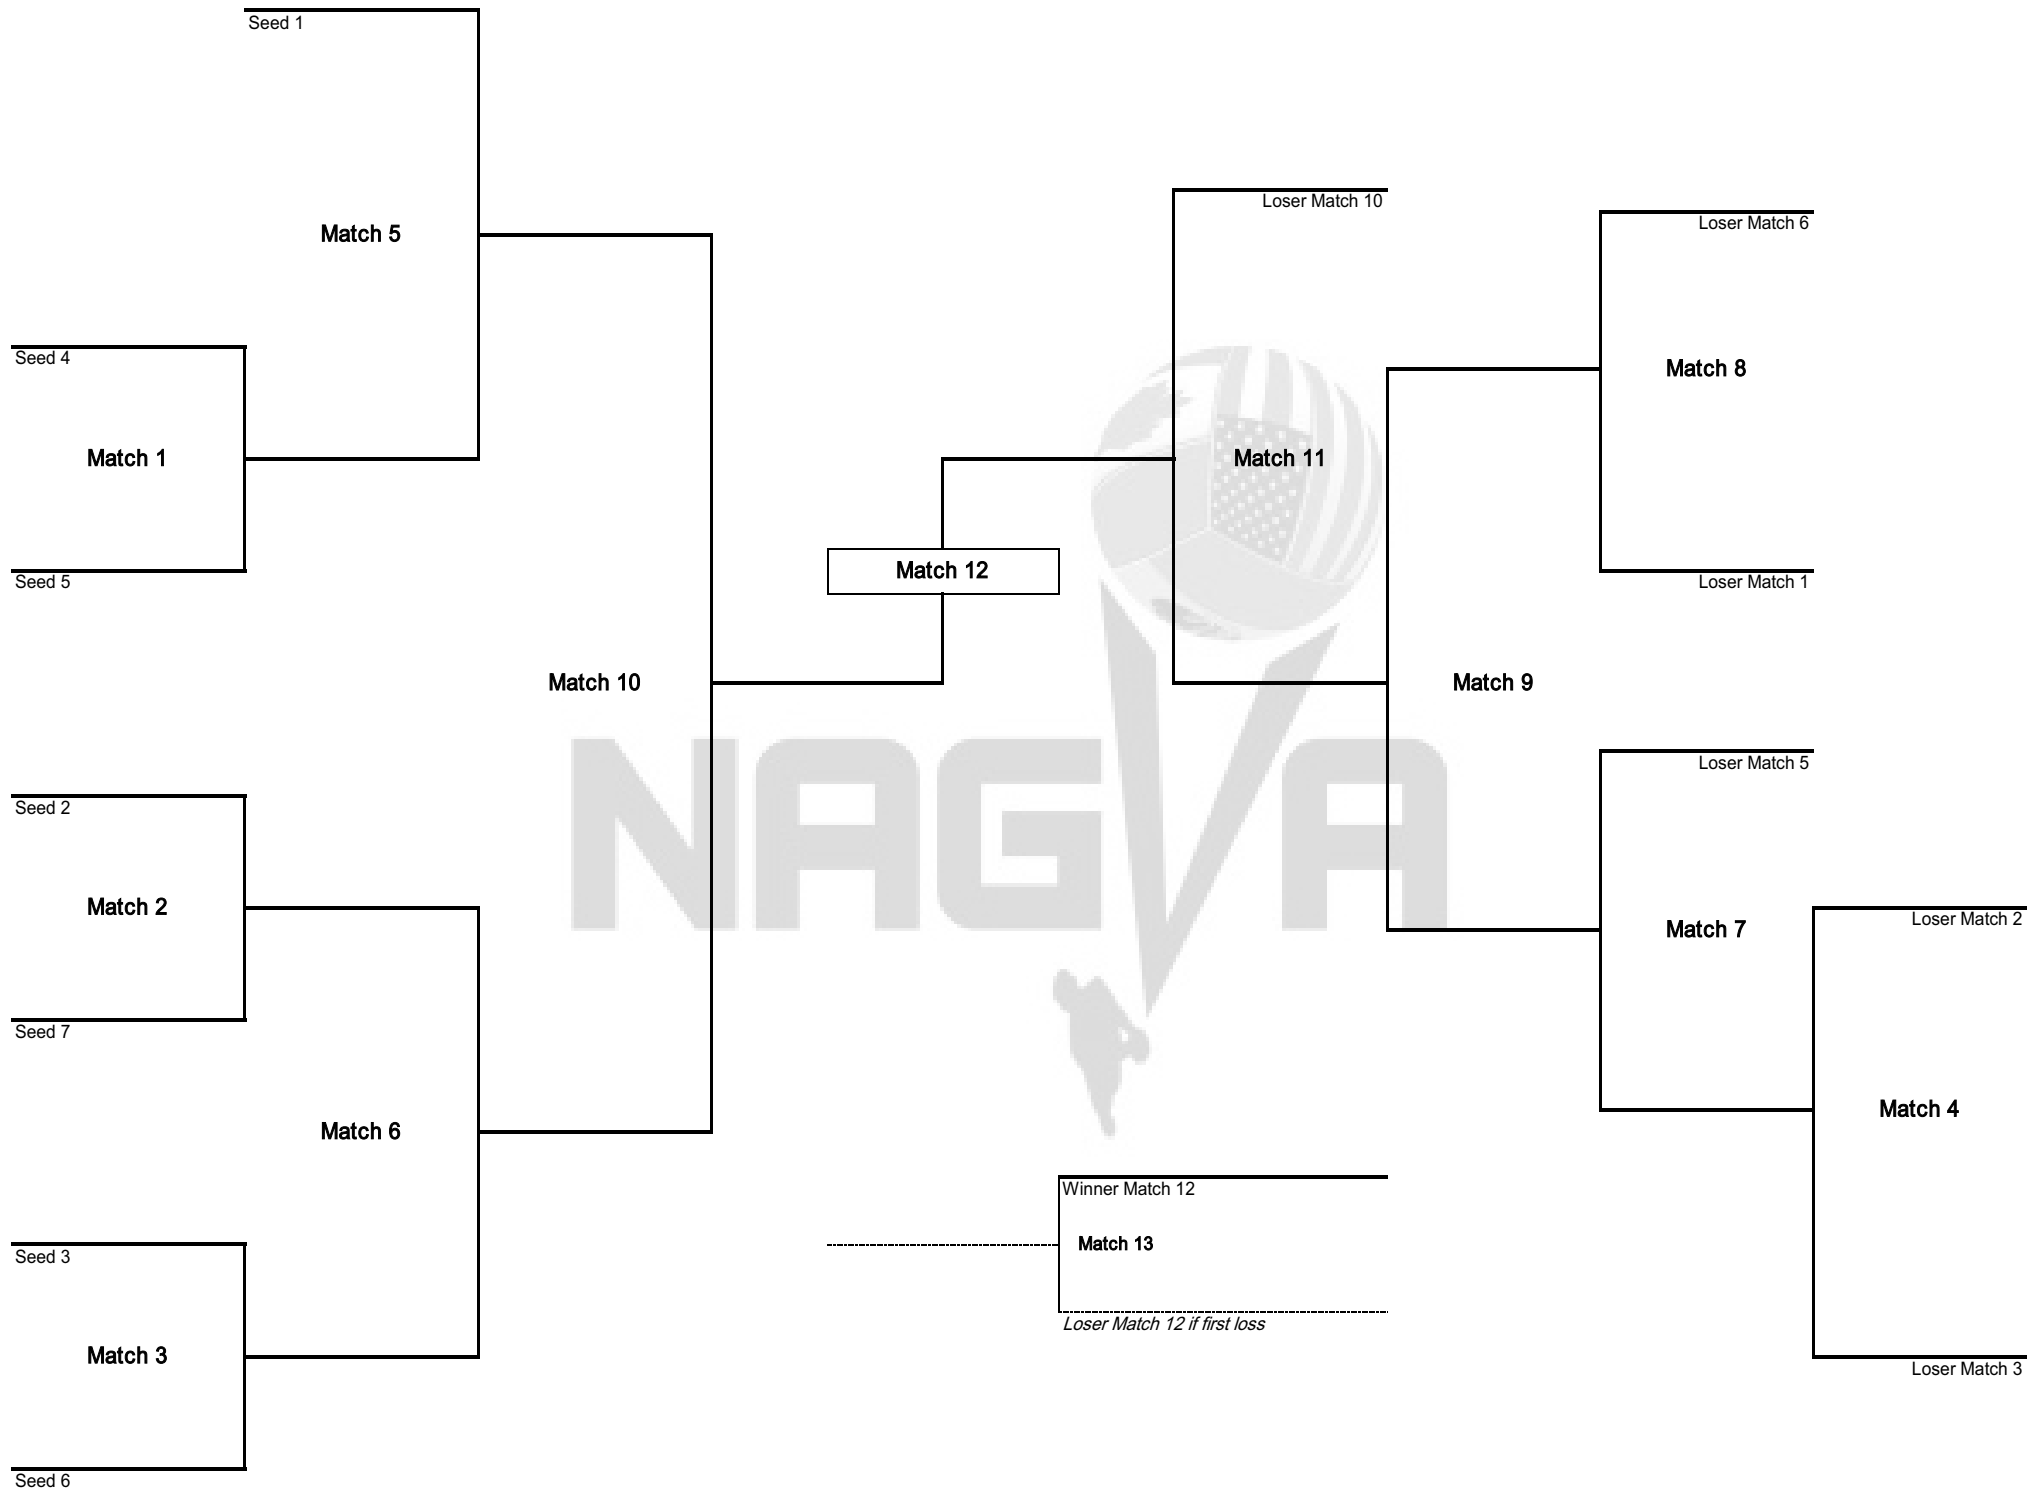 Seed 1
Loser Match 10
Loser Match 6
Match 5
Seed 4
Match 8
Match 1
Match 11
Seed 5
Match 12
Loser Match 1
Match 10
Match 9
Loser Match 5
NAGVA
Seed 2
Match 2
Loser Match 2
Match 7
Seed 7
Match 4
Match 6
Winner Match 12
Seed 3
Match 13
Loser Match 12 if first loss
Match 3
Loser Match 3
Seed 6